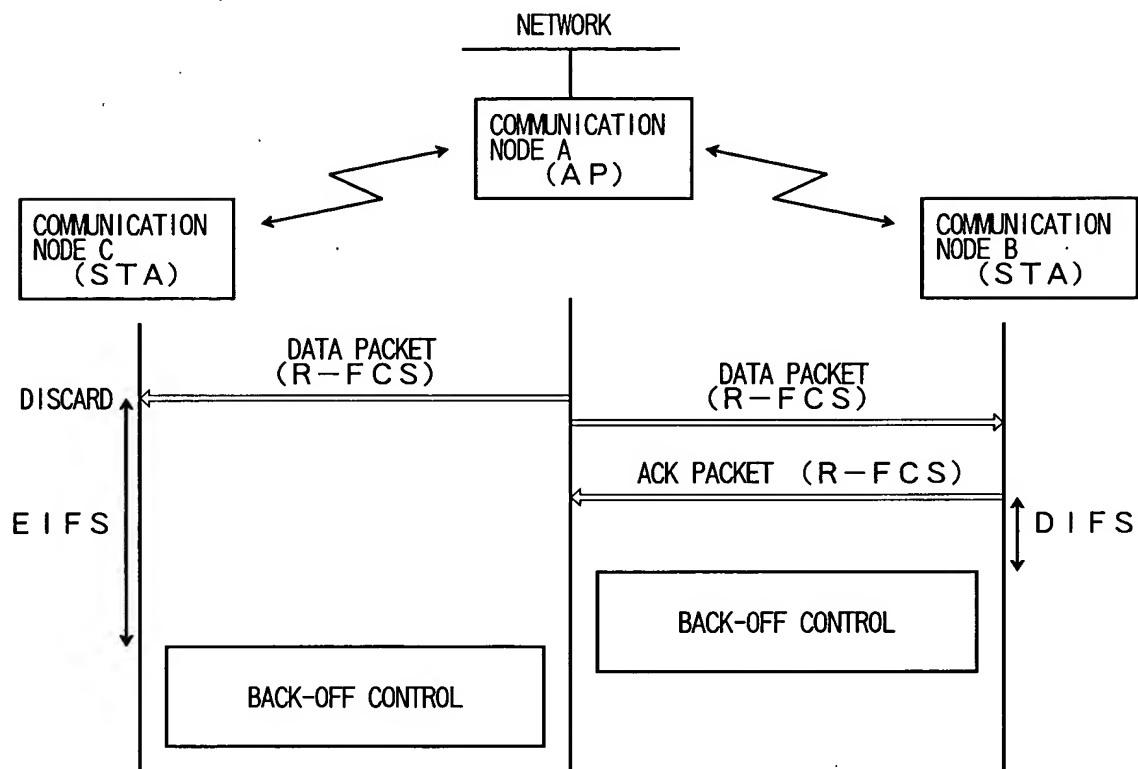 NETWORK
COMMUNICATION
NODE A
(AP)
COMMUNICATION
NODE C
(STA)
COMMUNICATION
NODE B
(STA)
DATA PACKET
(R-FCS)
DATA PACKET
(R-FCS)
DISCARD
ACK PACKET (R-FCS)
EIFS
DIFS
BACK-OFF CONTROL
BACK-OFF CONTROL